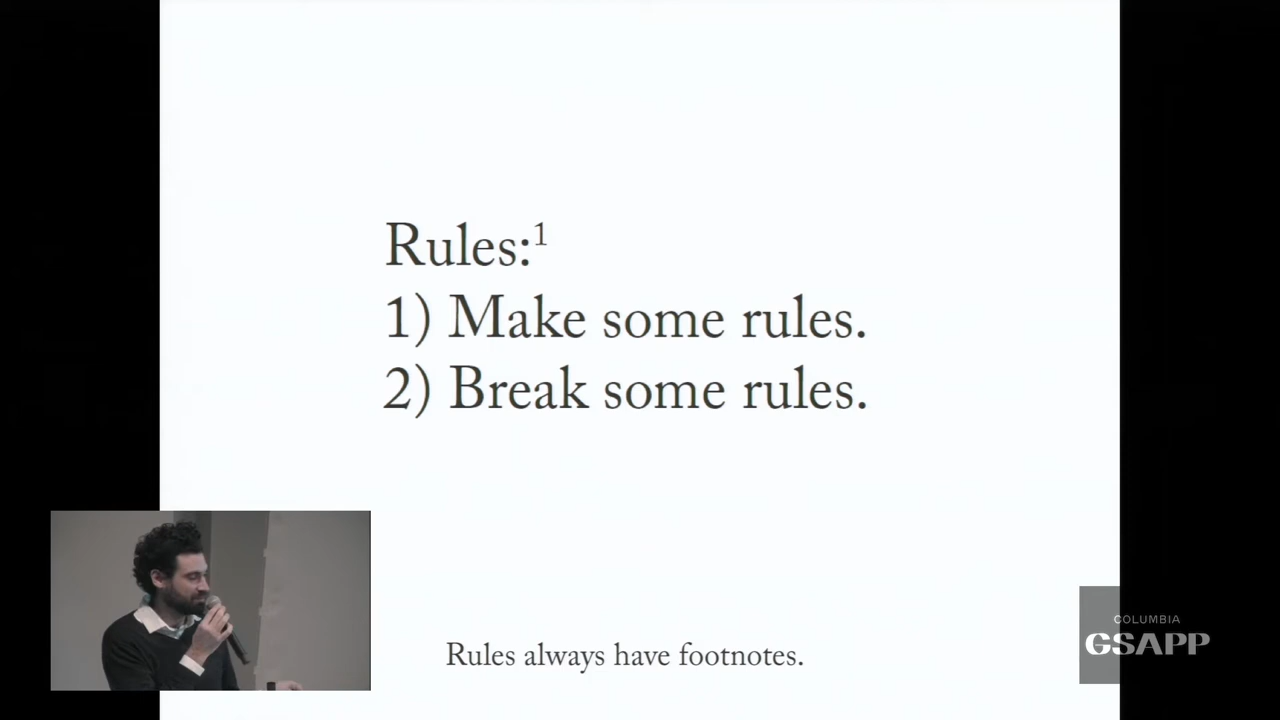 Rules:¹
1) Make some rules.
2) Break some rules.
Rules always have footnotes.
COLUMBIA
GSAPP